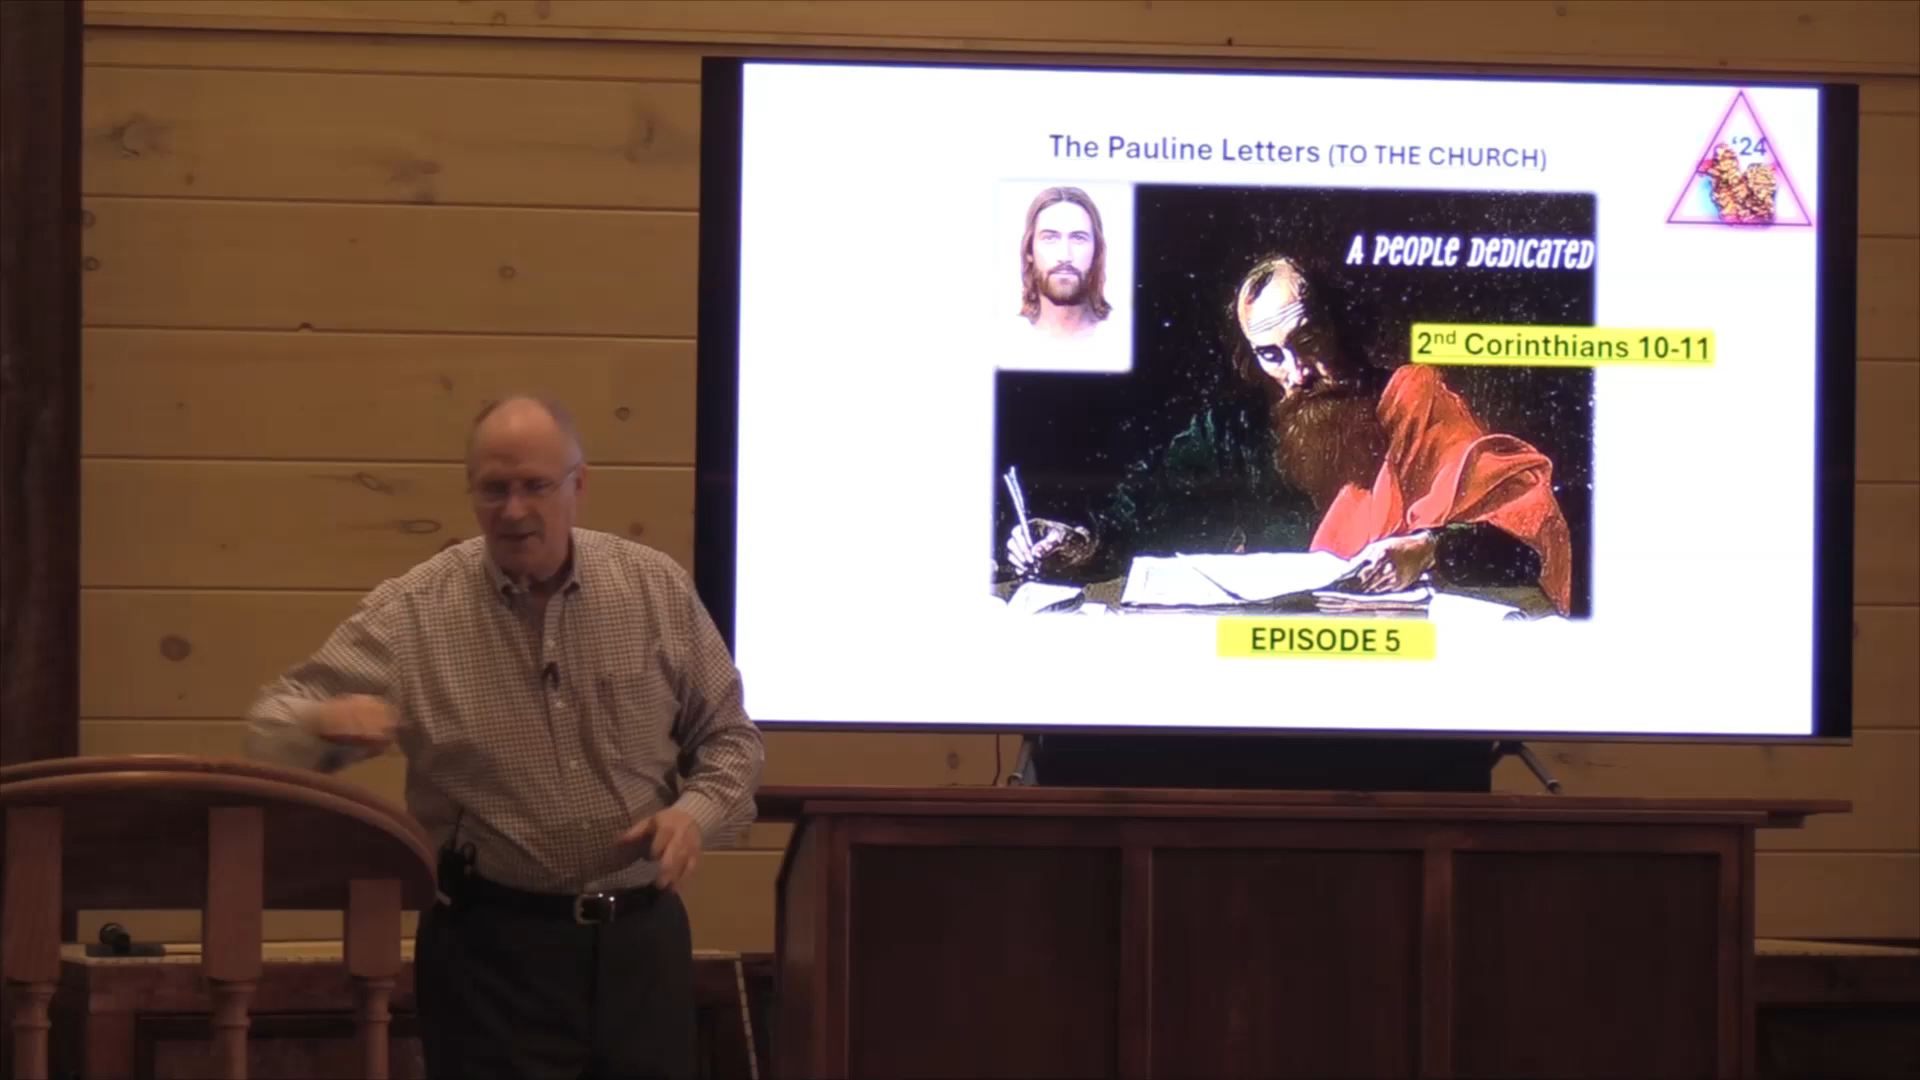 The Pauline Letters (TO THE CHURCH)
‘24
A PEOPLE DEDICATED
2nd Corinthians 10-11
EPISODE 5